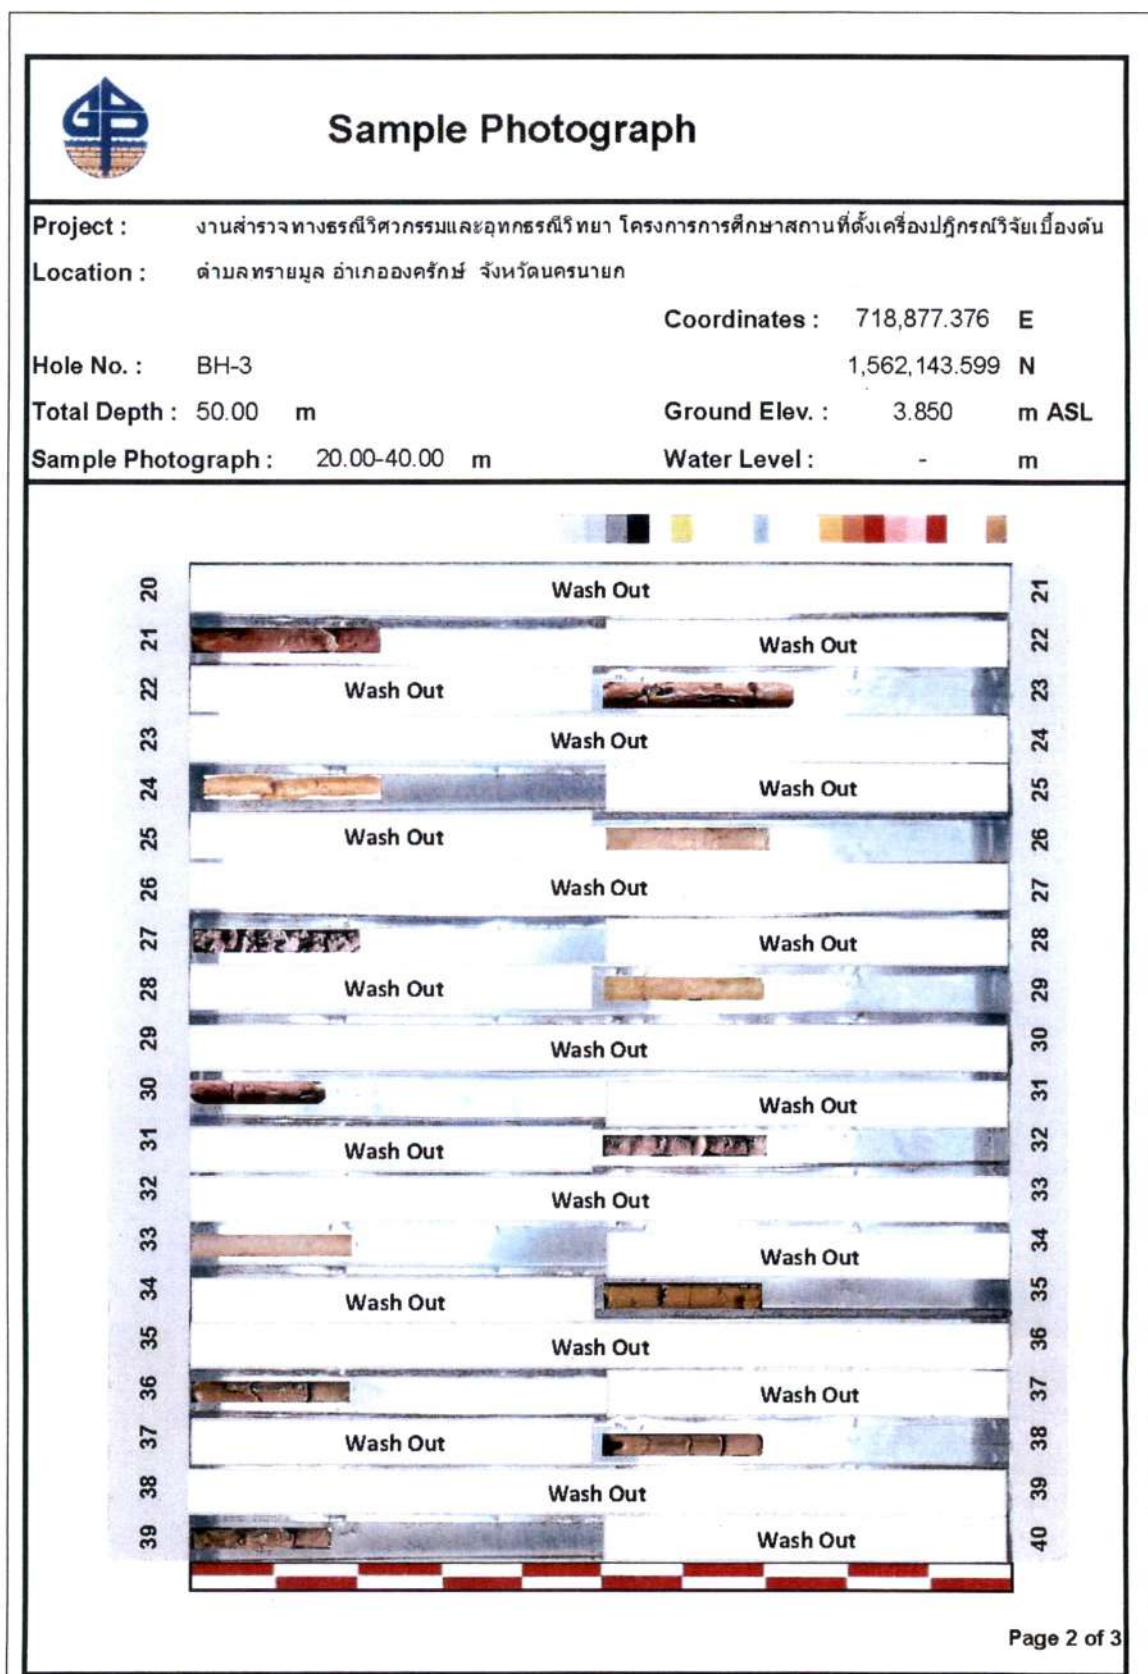 GAP
Sample Photograph
Project : งานสำรวจทางธรณีวิศวกรรมและอุทกธรณีวิทยา โครงการการศึกษาสถานที่ตั้งเครื่องปฏิกรณ์วิจัยเบื้องต้น
Location : ตำบลทรายมูล อำเภอองครักษ์ จังหวัดนครนายก
Coordinates : 718,877.376 E
Hole No. : BH-3 1,562,143.599 N
Total Depth : 50.00 m Ground Elev. : 3.850 m ASL
Sample Photograph : 20.00-40.00 m Water Level : - m
20 Wash Out 21
21 Wash Out 22
22 Wash Out 23
23 Wash Out 24
24 Wash Out 25
25 Wash Out 26
26 Wash Out 27
27 Wash Out 28
28 Wash Out 29
29 Wash Out 30
30 Wash Out 31
31 Wash Out 32
32 Wash Out 33
33 Wash Out 34
34 Wash Out 35
35 Wash Out 36
36 Wash Out 37
37 Wash Out 38
38 Wash Out 39
39 Wash Out 40
Page 2 of 3